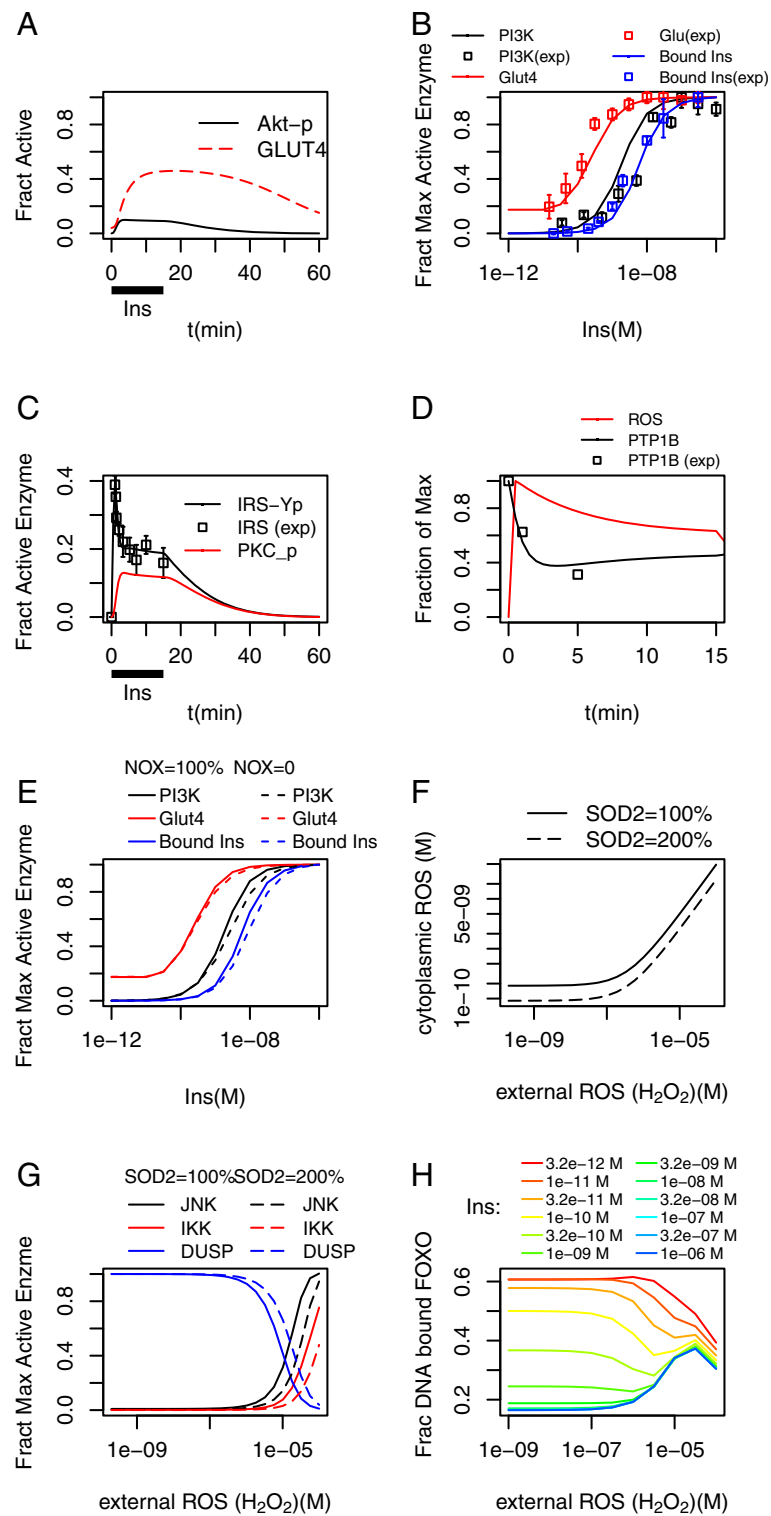 A
Akt-p
GLUT4
Fract Active
0.0 0.4 0.8
0 20 40 60
Ins
t(min)
B
PI3K
PI3K(exp)
Glut4
Glu(exp)
Bound Ins
Bound Ins(exp)
Fract Max Active Enzyme
0.0 0.4 0.8
1e-12 1e-08
Ins(M)
C
IRS-Yp
IRS (exp)
PKC_p
Fract Active Enzyme
0.0 0.2 0.4
0 20 40 60
Ins
t(min)
D
ROS
PTP1B
PTP1B (exp)
Fraction of Max
0.0 0.4 0.8
0 5 10 15
t(min)
E
NOX=100% NOX=0
PI3K PI3K
Glut4 Glut4
Bound Ins Bound Ins
Fract Max Active Enzyme
0.0 0.4 0.8
1e-12 1e-08
Ins(M)
F
SOD2=100%
SOD2=200%
cytoplasmic ROS (M)
1e-10 5e-09
1e-09 1e-05
external ROS (H₂O₂)(M)
G
SOD2=100% SOD2=200%
JNK JNK
IKK IKK
DUSP DUSP
Fract Max Active Enzme
0.0 0.4 0.8
1e-09 1e-05
external ROS (H₂O₂)(M)
H
Ins:
3.2e-12 M 3.2e-09 M
1e-11 M 1e-08 M
3.2e-11 M 3.2e-08 M
1e-10 M 1e-07 M
3.2e-10 M 3.2e-07 M
1e-09 M 1e-06 M
Frac DNA bound FOXO
0.2 0.4 0.6
1e-09 1e-07 1e-05
external ROS (H₂O₂)(M)